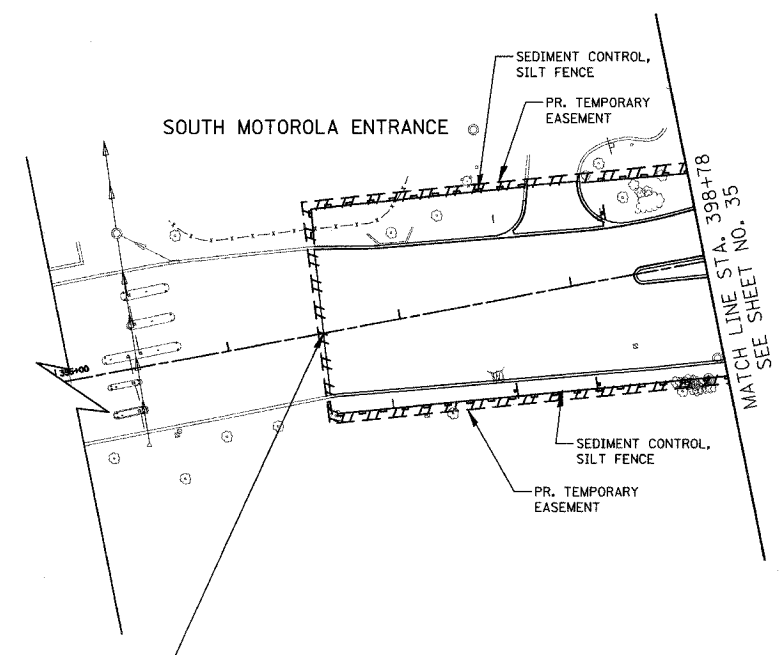 SEDIMENT CONTROL,
SILT FENCE
PR. TEMPORARY
EASEMENT
SOUTH MOTOROLA ENTRANCE
MATCH LINE STA. 398+78
SEE SHEET NO. 35
SEDIMENT CONTROL,
SILT FENCE
PR. TEMPORARY
EASEMENT